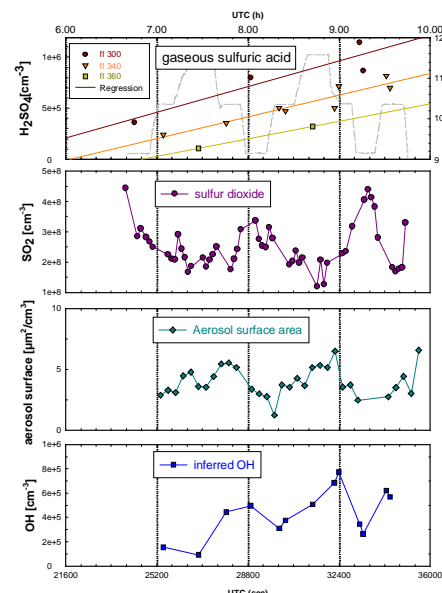 UTC (h)
6.00 7.00 8.00 9.00 10.00
fl 300
fl 340
fl 360
Regression
gaseous sulfuric acid
H2SO4[cm-3]
1e+6
5e+5
0
12
11
10
9
SO2 [cm-3]
5e+8
4e+8
3e+8
2e+8
1e+8
sulfur dioxide
aerosol surface [µm²/cm³]
10
5
0
Aerosol surface area
OH [cm-3]
1e+6
8e+5
6e+5
4e+5
2e+5
0
inferred OH
21600 25200 28800 32400 36000
UTC (sec)